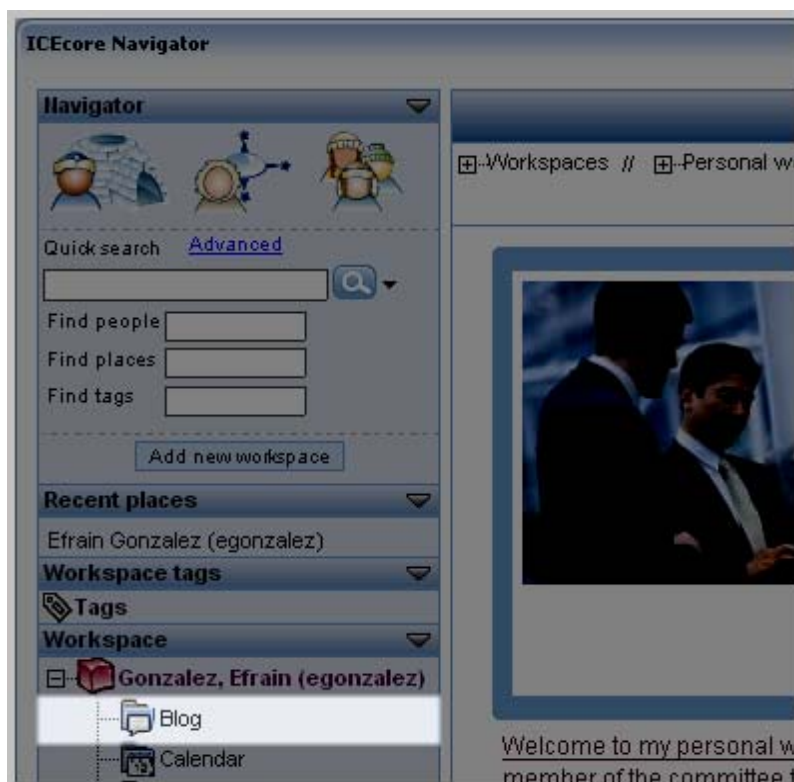 ICEcore Navigator
Navigator
Workspaces // Personal w
Quick search Advanced
Find people
Find places
Find tags
Add new workspace
Recent places
Efrain Gonzalez (egonzalez)
Workspace tags
Tags
Workspace
Gonzalez, Efrain (egonzalez)
Blog
Calendar
Welcome to my personal w
member of the committee t